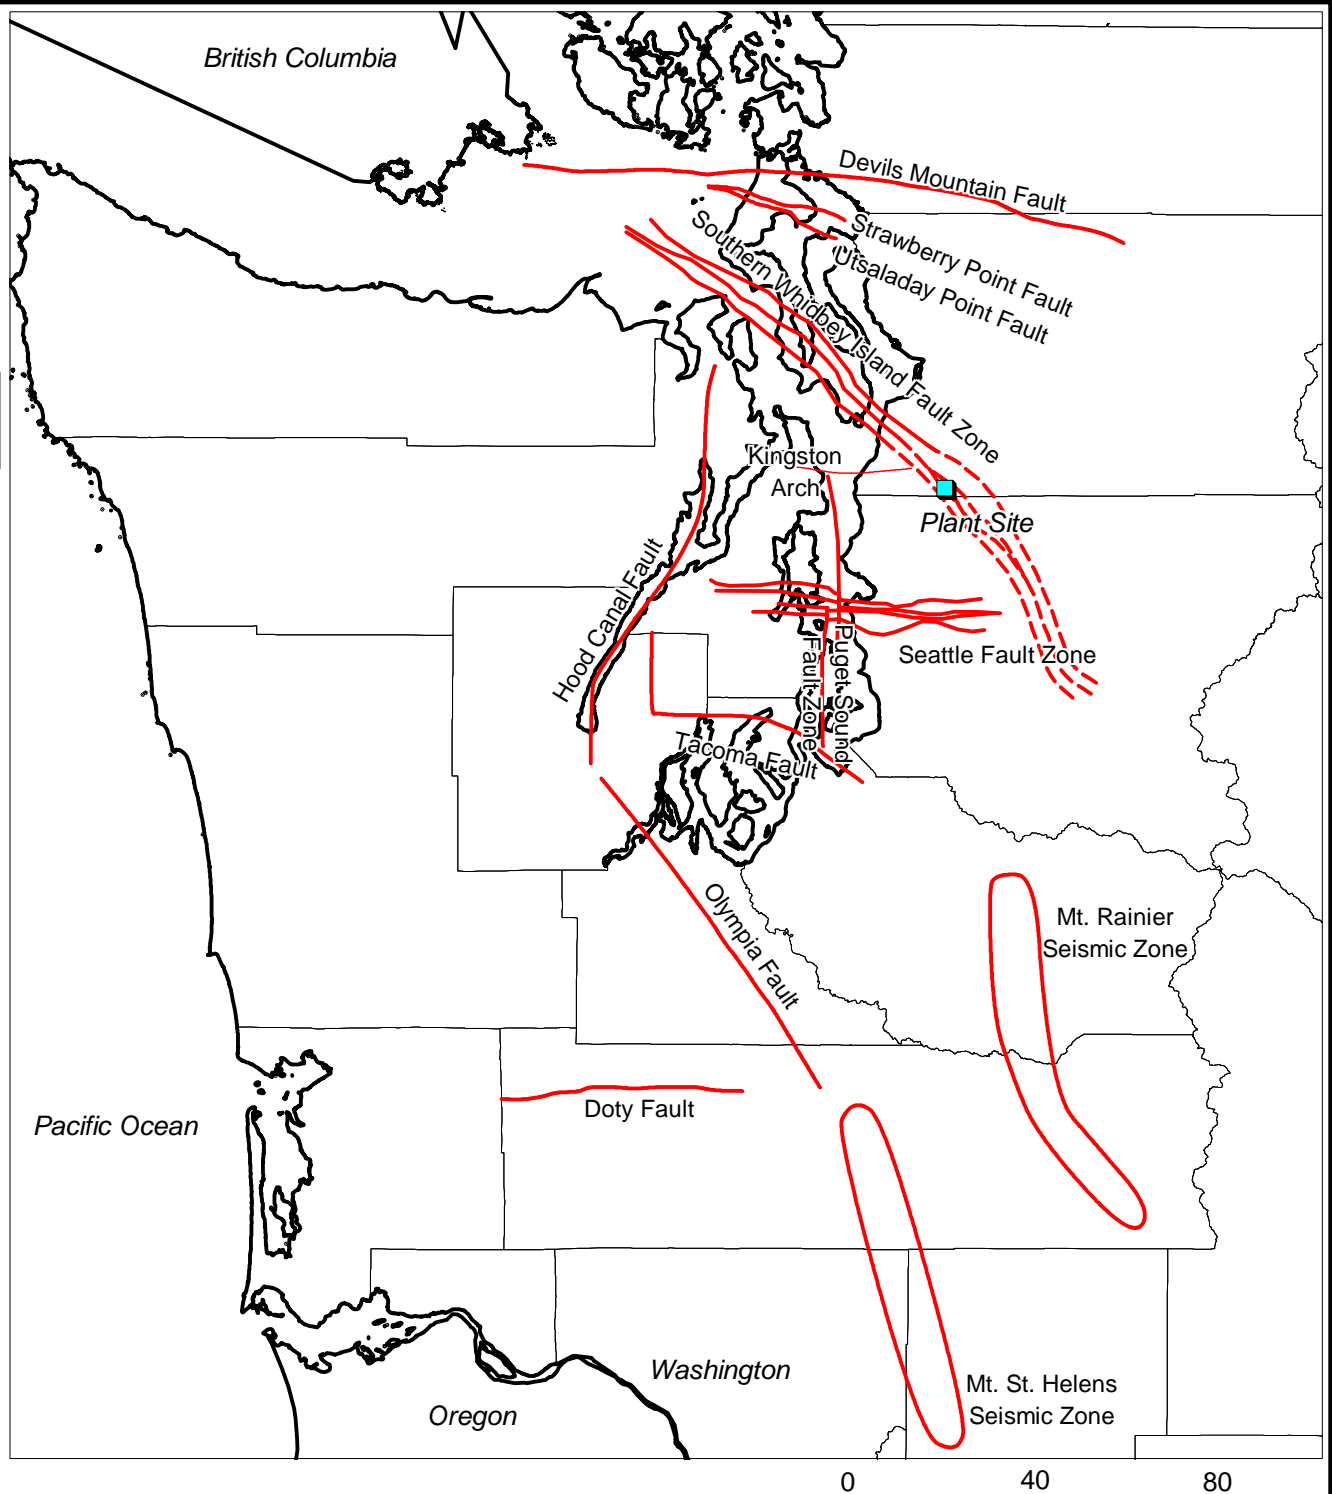 British Columbia
Devils Mountain Fault
Strawberry Point Fault
Utsaladay Point Fault
Southern Whidbey Island Fault Zone
Kingston
Arch
Plant Site
Hood Canal Fault
Seattle Fault Zone
Puget Sound
Fault Zone
Tacoma Fault
Olympia Fault
Mt. Rainier
Seismic Zone
Doty Fault
Pacific Ocean
Washington
Mt. St. Helens
Seismic Zone
Oregon
0 40 80